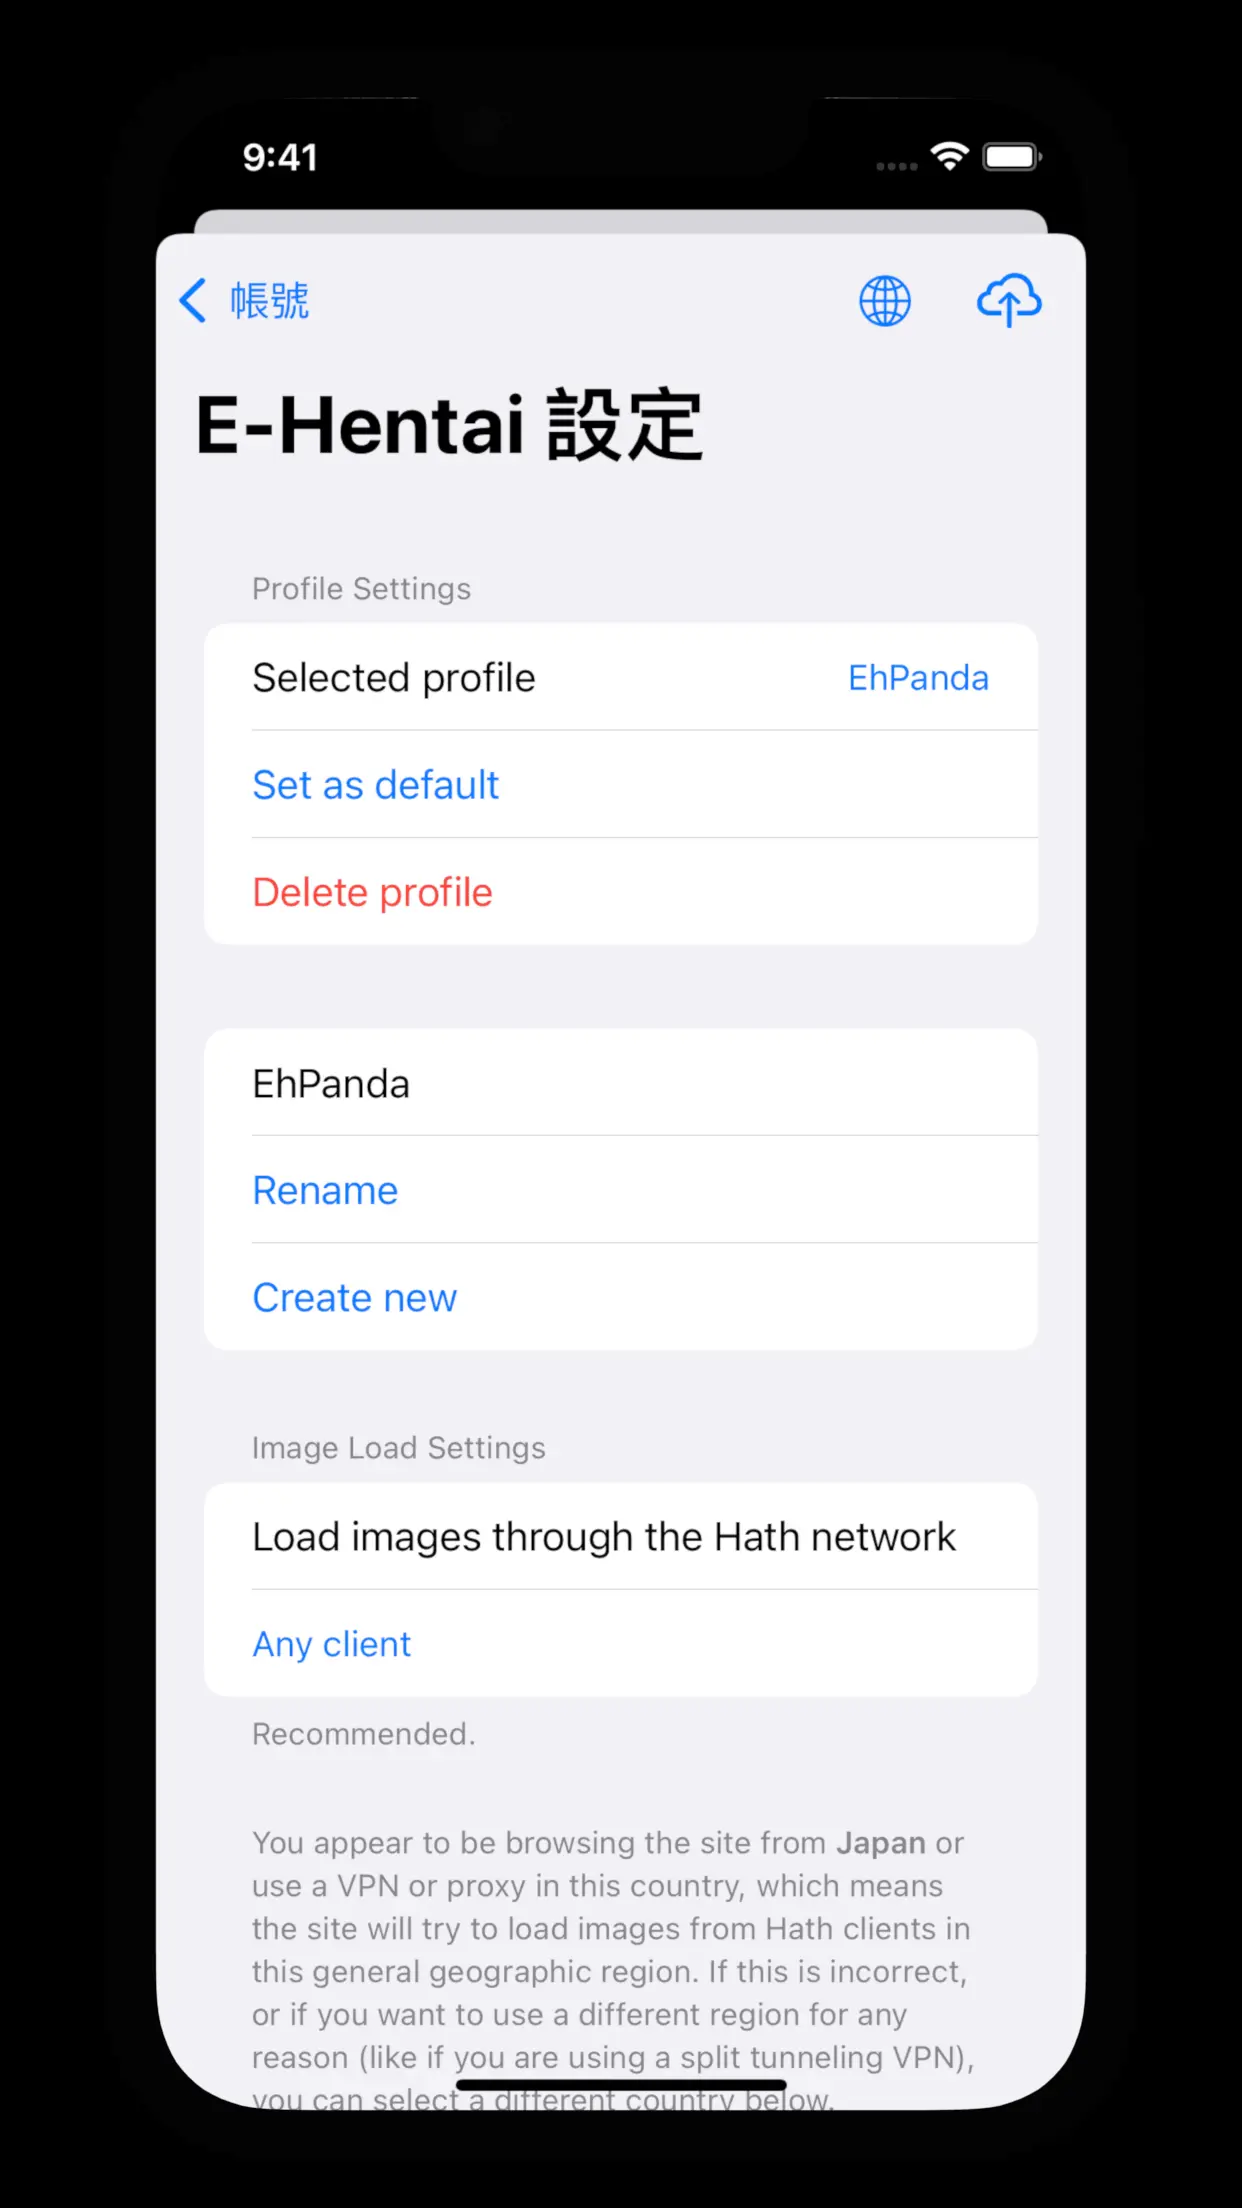 9:41
帳號
E-Hentai 設定
Profile Settings
Selected profile EhPanda
Set as default
Delete profile
EhPanda
Rename
Create new
Image Load Settings
Load images through the Hath network
Any client
Recommended.
You appear to be browsing the site from Japan or
use a VPN or proxy in this country, which means
the site will try to load images from Hath clients in
this general geographic region. If this is incorrect,
or if you want to use a different region for any
reason (like if you are using a split tunneling VPN),
you can select a different country below.